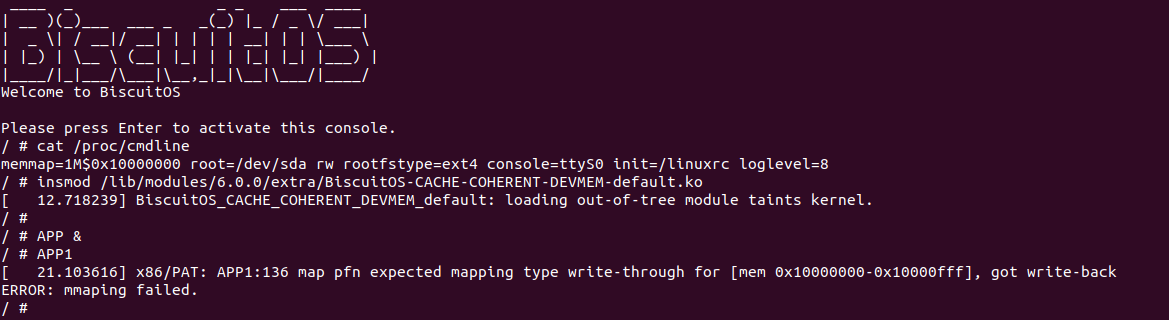 ____  _                _ _    ___  ____
| __ )(_)___  ___ _   _(_) |_ / _ \/ ___|
|  _ \| / __|/ __| | | | | __| | | \___ \
| |_) | \__ \ (__| |_| | | |_| |_| |___) |
|____/|_|___/\___|\__,_|_|\__|\___/|____/
Welcome to BiscuitOS
Please press Enter to activate this console.
/ # cat /proc/cmdline
memmap=1M$0x10000000 root=/dev/sda rw rootfstype=ext4 console=ttyS0 init=/linuxrc loglevel=8
/ # insmod /lib/modules/6.0.0/extra/BiscuitOS-CACHE-COHERENT-DEVMEM-default.ko
[   12.718239] BiscuitOS_CACHE_COHERENT_DEVMEM_default: loading out-of-tree module taints kernel.
/ #
/ # APP &
/ # APP1
[   21.103616] x86/PAT: APP1:136 map pfn expected mapping type write-through for [mem 0x10000000-0x10000fff], got write-back
ERROR: mmaping failed.
/ #